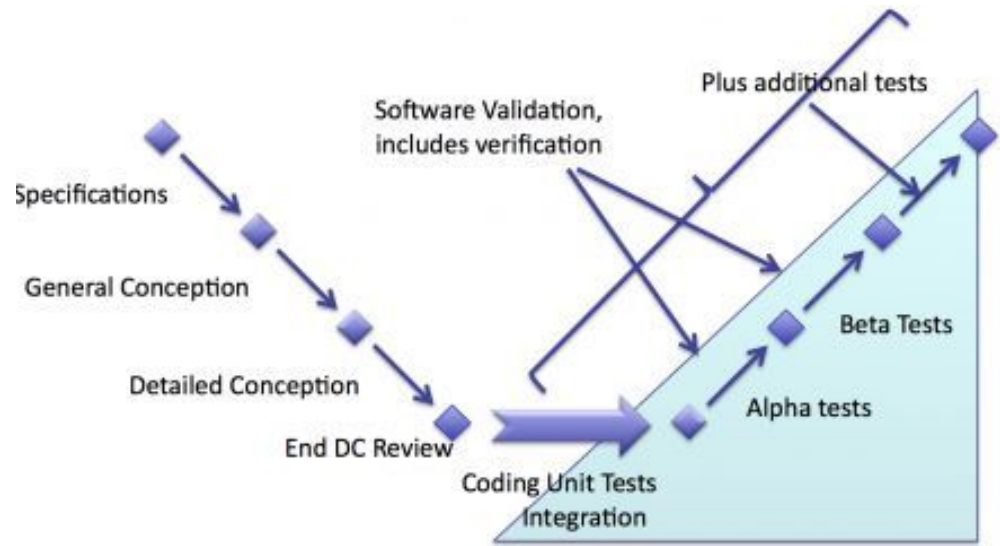 Plus additional tests
Software Validation,
includes verification
Specifications
General Conception
Beta Tests
Detailed Conception
Alpha tests
End DC Review
Coding Unit Tests
Integration